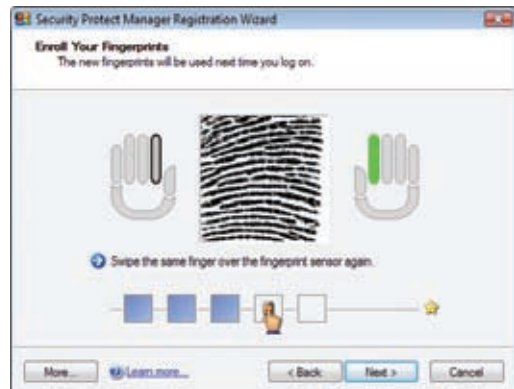 Security Protect Manager Registration Wizard
Enroll Your Fingerprints
The new fingerprints will be used next time you log on.
Swipe the same finger over the fingerprint sensor again.
More... Learn more... < Back Next > Cancel